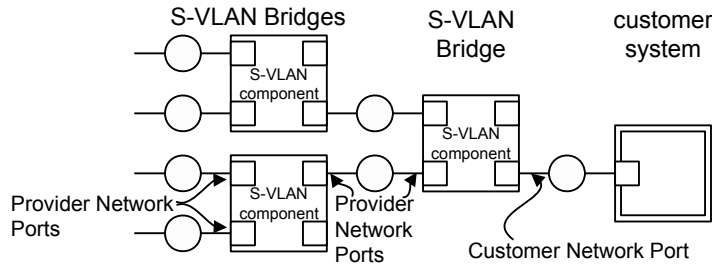 S-VLAN Bridges
S-VLAN
Bridge
customer
system
S-VLAN
component
S-VLAN
component
S-VLAN
component
Provider Network
Ports
Provider
Network
Ports
Customer Network Port